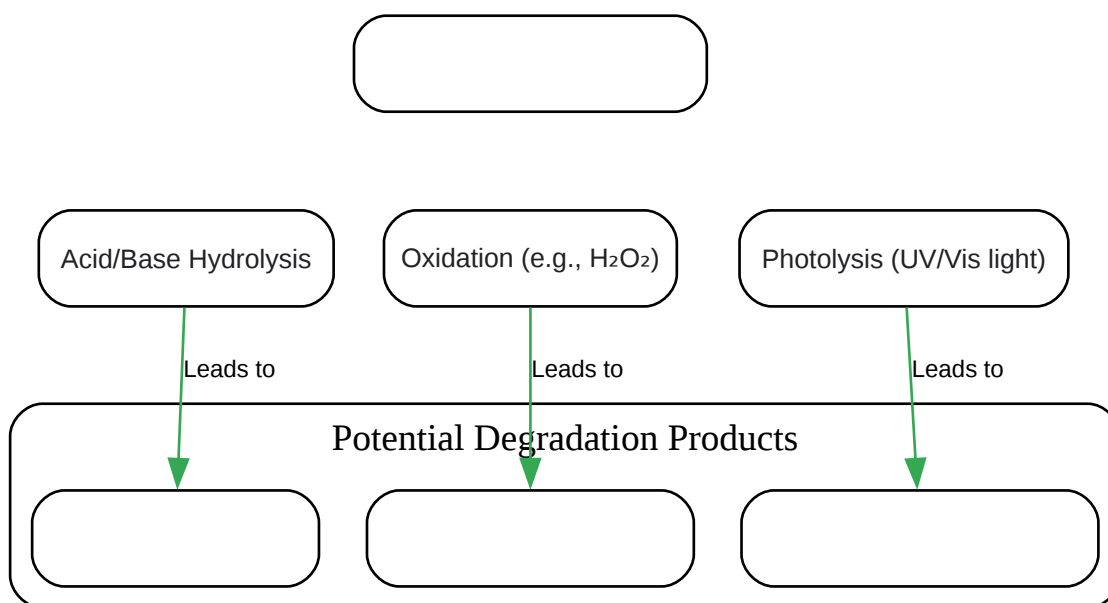 Acid/Base Hydrolysis
Oxidation (e.g., H₂O₂)
Photolysis (UV/Vis light)
Leads to
Leads to
Leads to
Potential Degradation Products